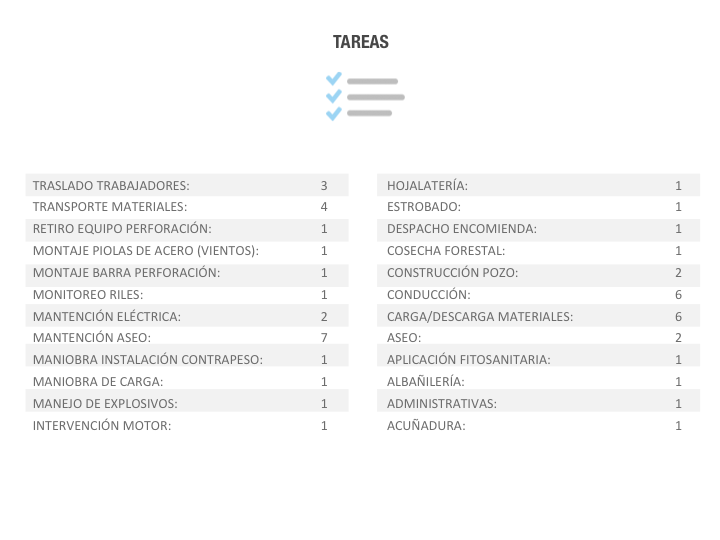 TAREAS
TRASLADO TRABAJADORES: 3
TRANSPORTE MATERIALES: 4
RETIRO EQUIPO PERFORACIÓN: 1
MONTAJE PIOLAS DE ACERO (VIENTOS): 1
MONTAJE BARRA PERFORACIÓN: 1
MONITOREO RILES: 1
MANTENCIÓN ELÉCTRICA: 2
MANTENCIÓN ASEO: 7
MANIOBRA INSTALACIÓN CONTRAPESO: 1
MANIOBRA DE CARGA: 1
MANEJO DE EXPLOSIVOS: 1
INTERVENCIÓN MOTOR: 1
HOJALATERÍA: 1
ESTROBADO: 1
DESPACHO ENCOMIENDA: 1
COSECHA FORESTAL: 1
CONSTRUCCIÓN POZO: 2
CONDUCCIÓN: 6
CARGA/DESCARGA MATERIALES: 6
ASEO: 2
APLICACIÓN FITOSANITARIA: 1
ALBAÑILERÍA: 1
ADMINISTRATIVAS: 1
ACUÑADURA: 1